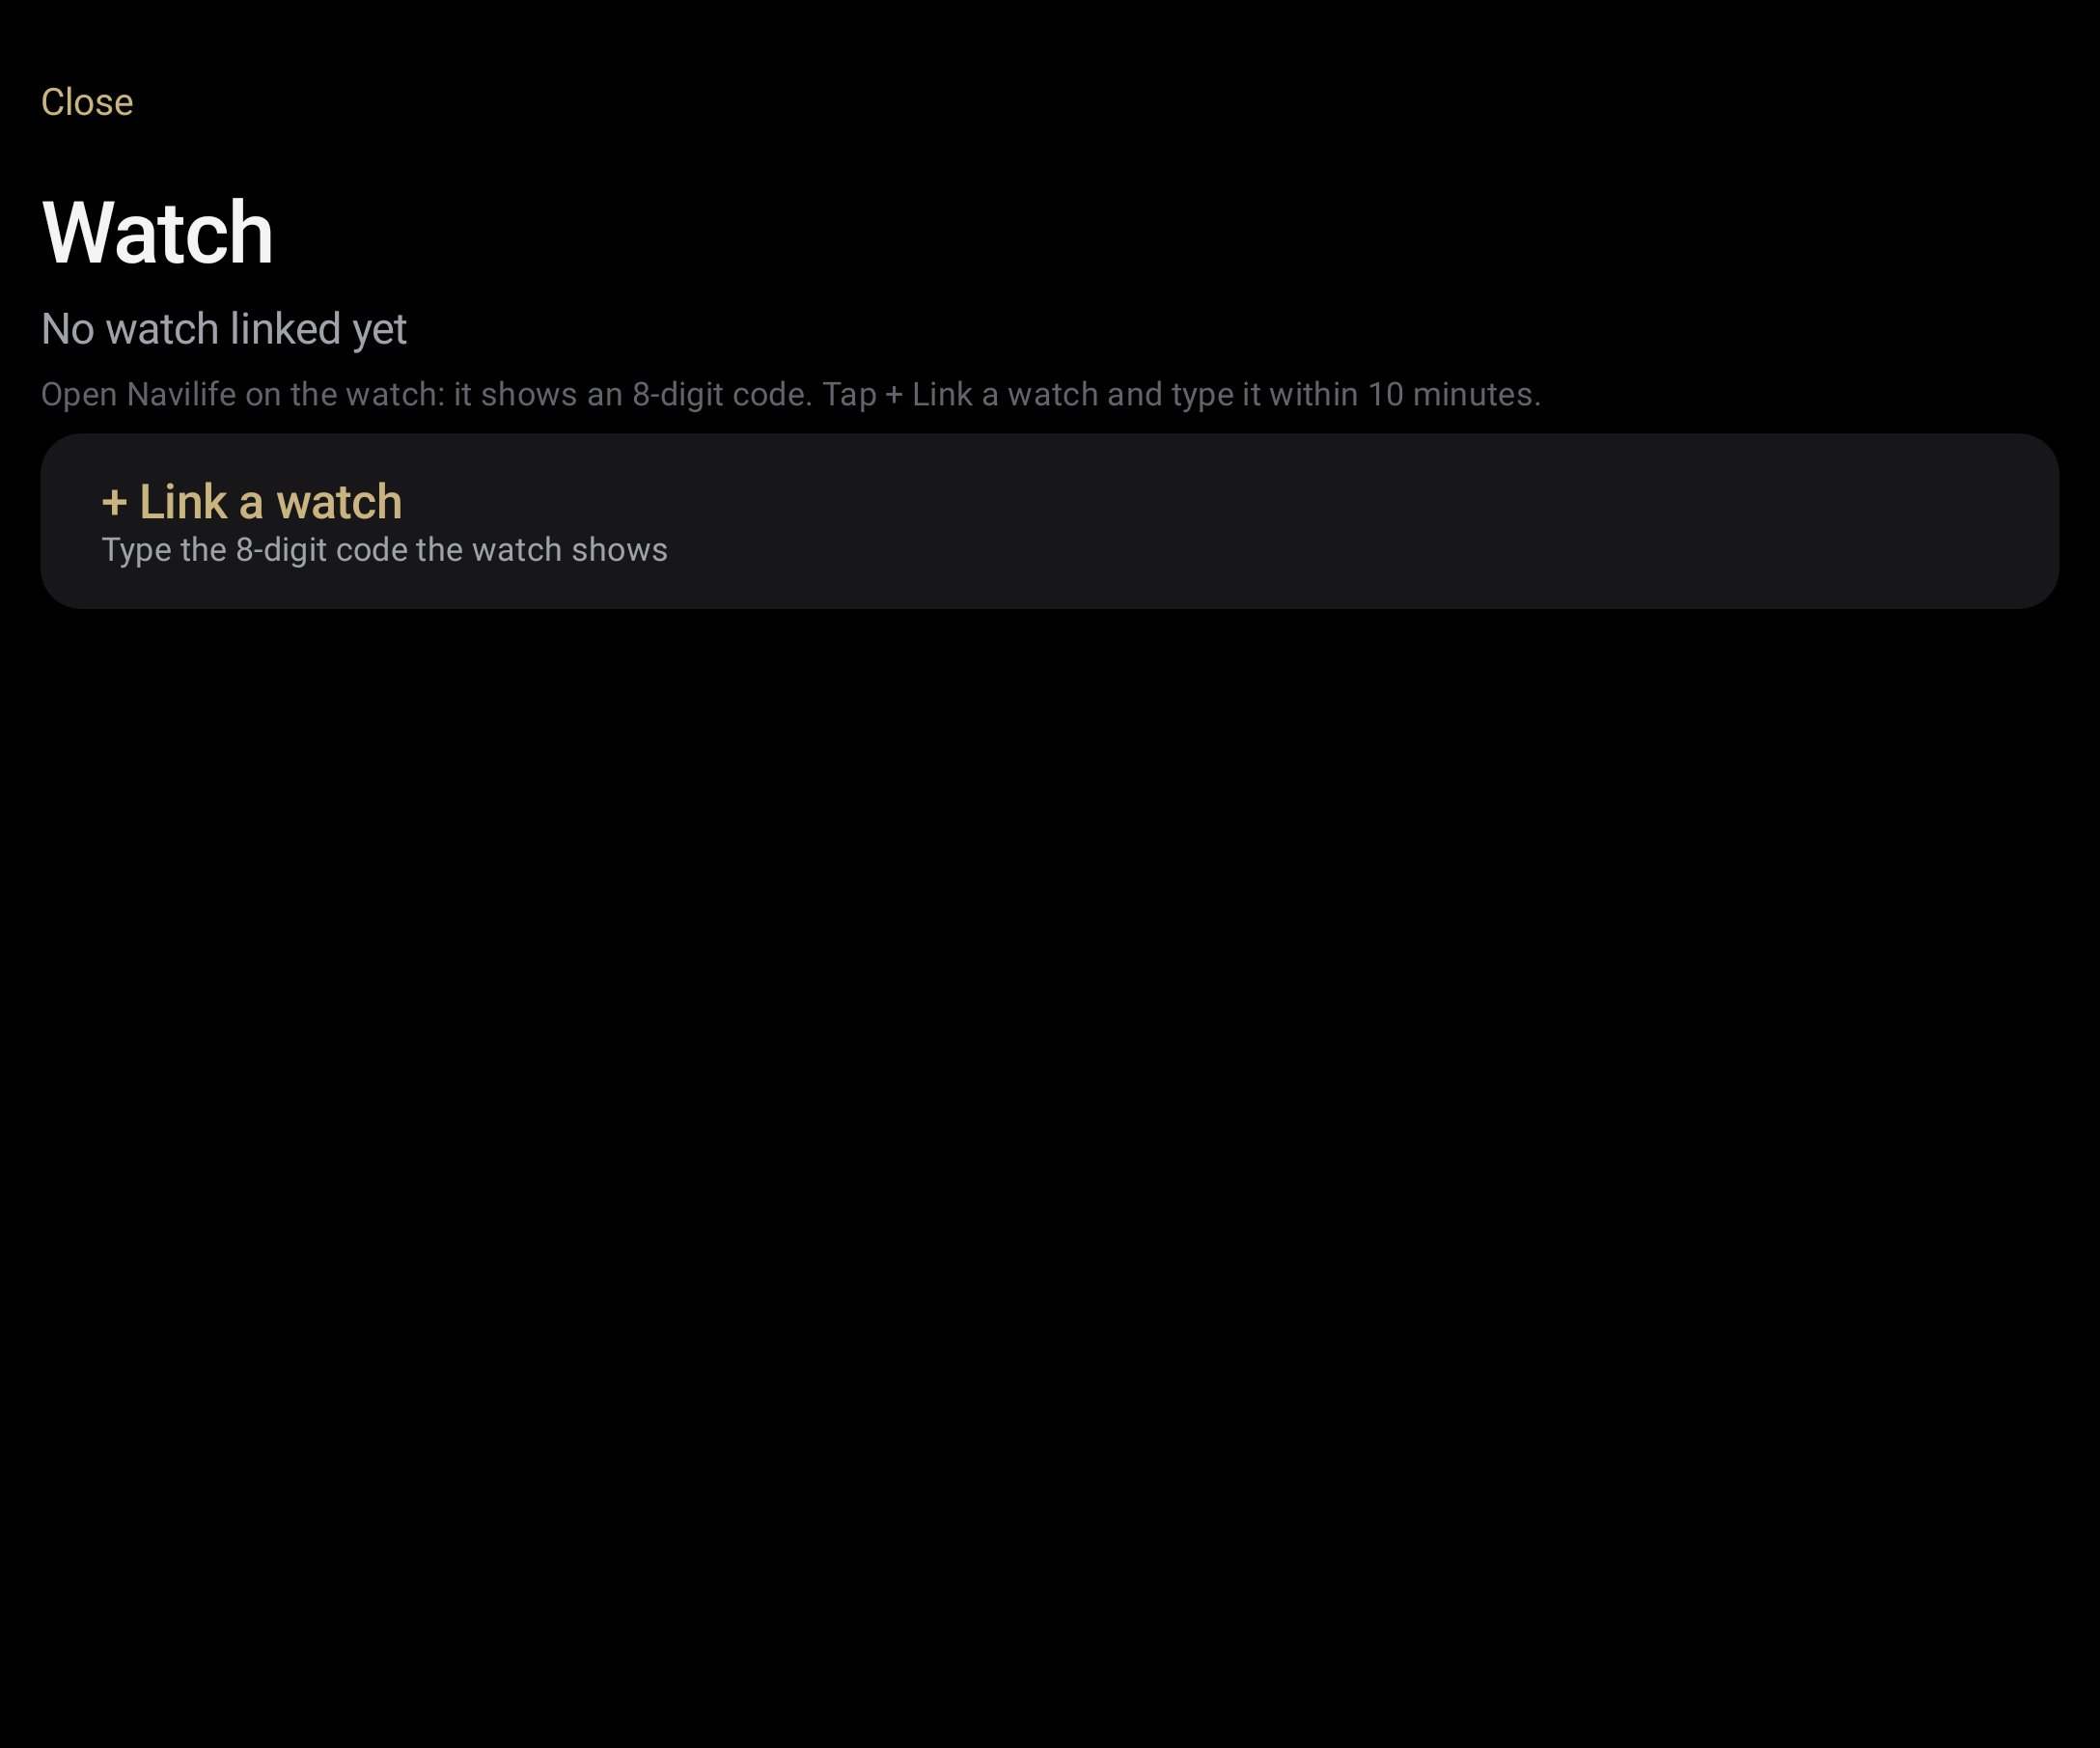 Close
Watch
No watch linked yet
Open Navilife on the watch: it shows an 8-digit code. Tap + Link a watch and type it within 10 minutes.
+ Link a watch
Type the 8-digit code the watch shows